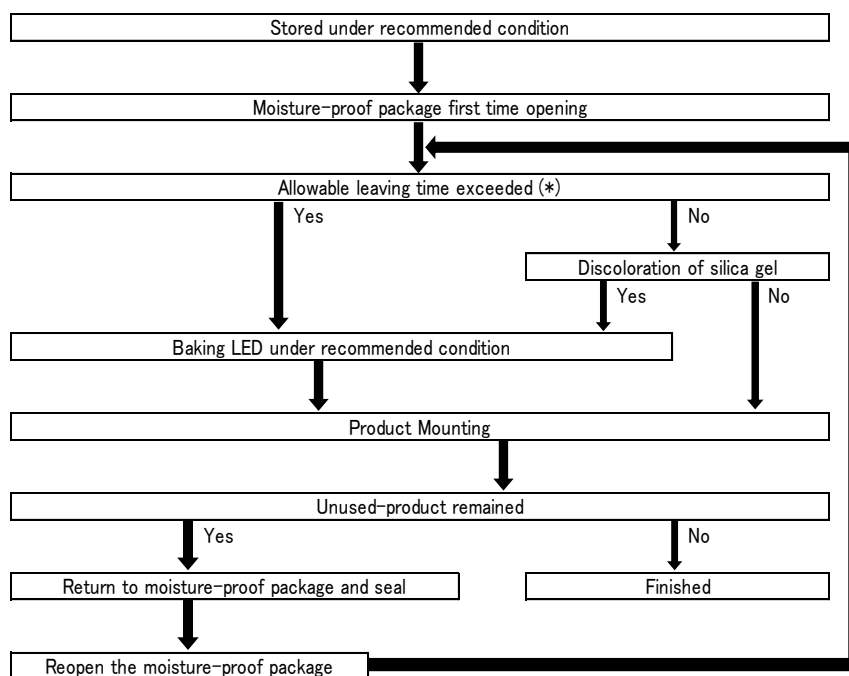 Stored under recommended condition
Moisture-proof package first time opening
Allowable leaving time exceeded (*)
Yes
No
Discoloration of silica gel
Yes
No
Baking LED under recommended condition
Product Mounting
Unused-product remained
Yes
No
Return to moisture-proof package and seal
Finished
Reopen the moisture-proof package